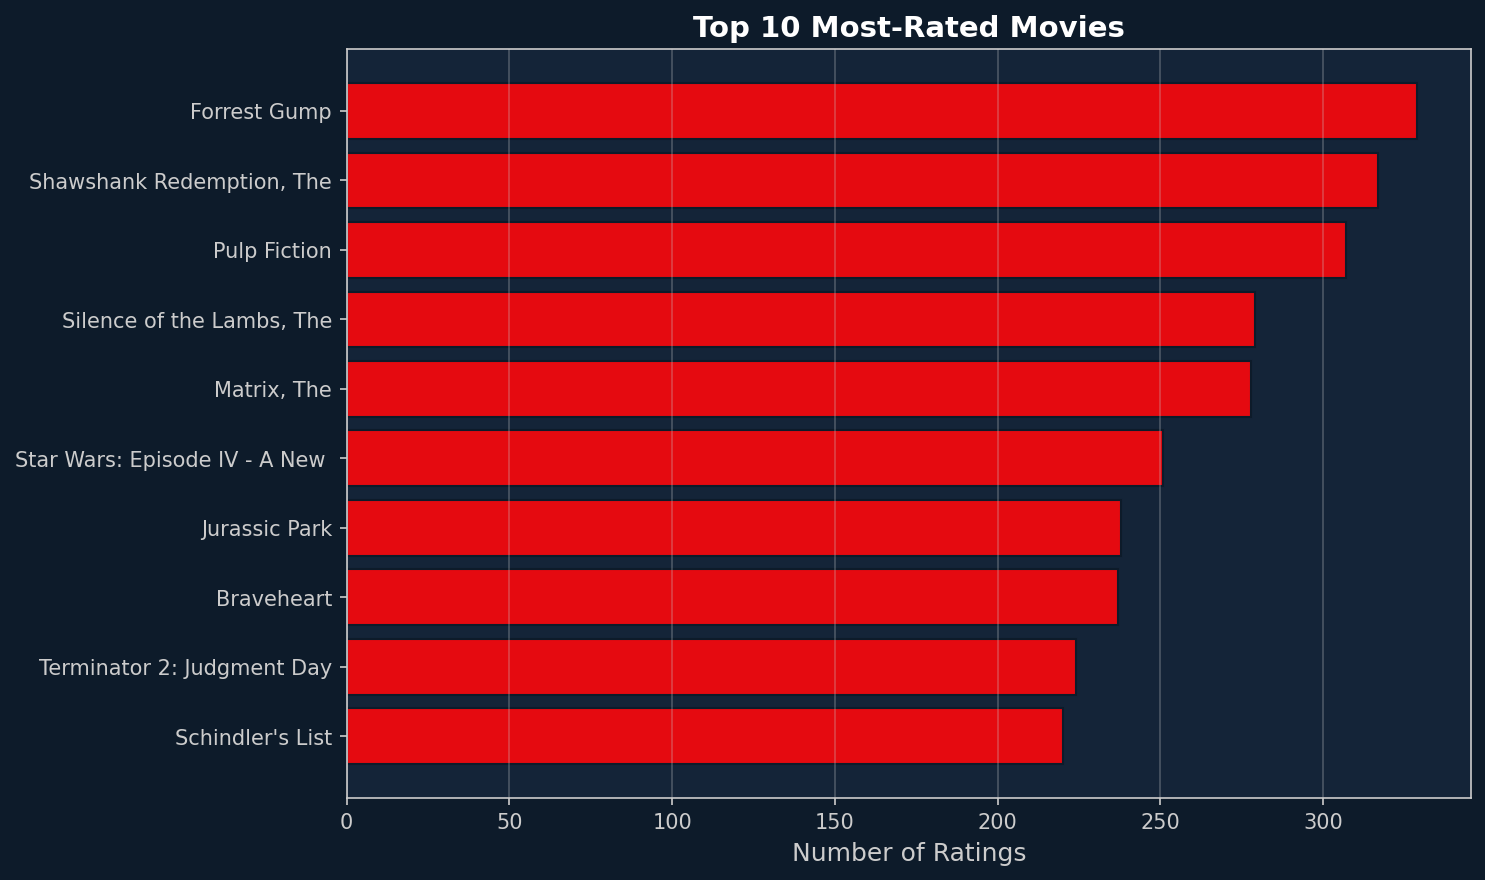 Top 10 Most-Rated Movies
Forrest Gump
Shawshank Redemption, The
Pulp Fiction
Silence of the Lambs, The
Matrix, The
Star Wars: Episode IV - A New
Jurassic Park
Braveheart
Terminator 2: Judgment Day
Schindler's List
0 50 100 150 200 250 300
Number of Ratings